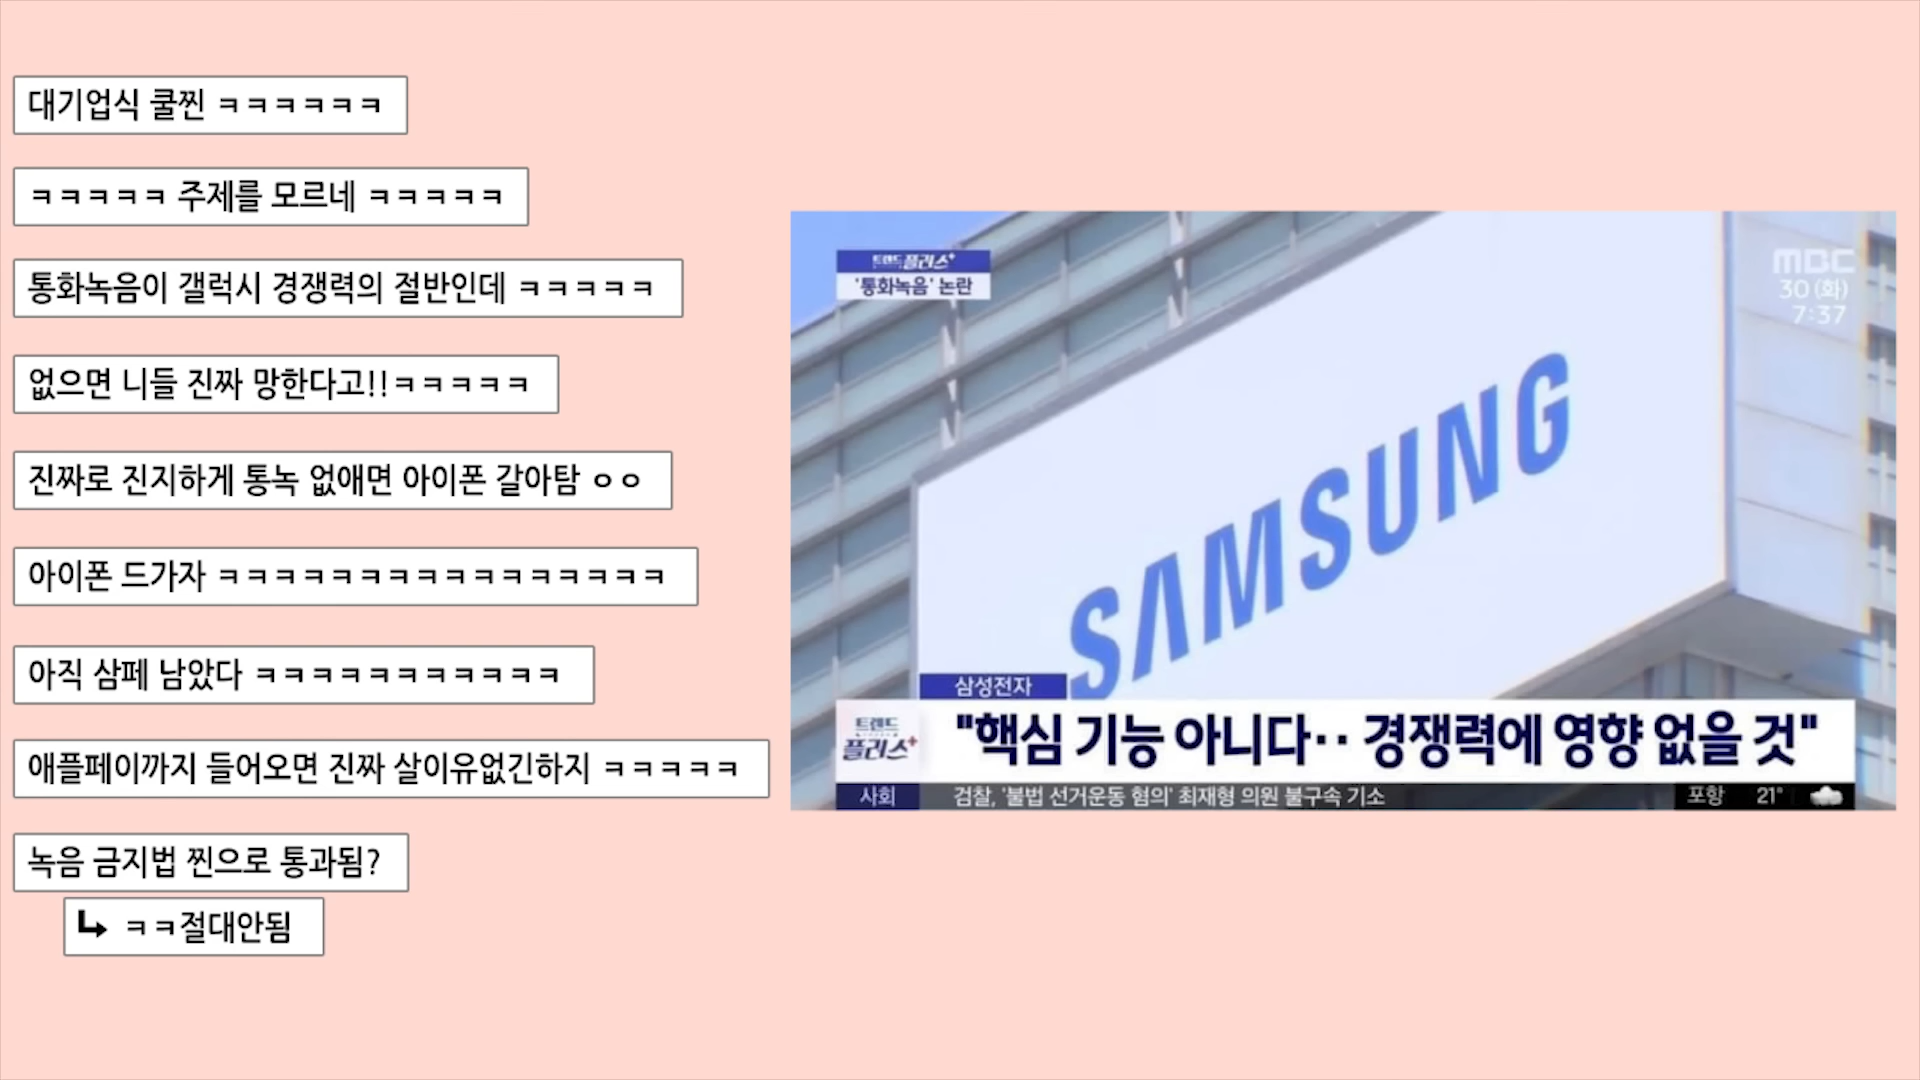 대기업식 쿨찐 ㅋㅋㅋㅋㅋㅋ
ㅋㅋㅋㅋㅋ 주제를 모르네 ㅋㅋㅋㅋㅋ
통화녹음이 갤럭시 경쟁력의 절반인데 ㅋㅋㅋㅋㅋ
없으면 니들 진짜 망한다고!!ㅋㅋㅋㅋㅋ
진짜로 진지하게 통녹 없애면 아이폰 갈아탐 ㅇㅇ
아이폰 드가자 ㅋㅋㅋㅋㅋㅋㅋㅋㅋㅋㅋㅋㅋㅋㅋㅋ
아직 삼페 남았다 ㅋㅋㅋㅋㅋㅋㅋㅋㅋㅋㅋ
애플페이까지 들어오면 진짜 살이유없긴하지 ㅋㅋㅋㅋㅋ
녹음 금지법 찐으로 통과됨?
↳ ㅋㅋ절대안됨
트렌드플러스+
'통화녹음' 논란
MBC
30(화)
7:37
SAMSUNG
삼성전자
트렌드
플러스+
"핵심 기능 아니다‥ 경쟁력에 영향 없을 것"
사회 검찰, '불법 선거운동 혐의' 최재형 의원 불구속 기소
포항 21°